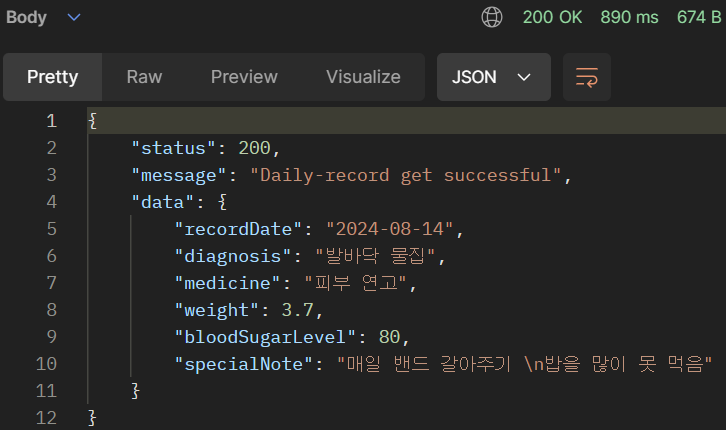 Body 200 OK 890 ms 674 B
Pretty Raw Preview Visualize JSON
1 {
2 "status": 200,
3 "message": "Daily-record get successful",
4 "data": {
5 "recordDate": "2024-08-14",
6 "diagnosis": "발바닥 물집",
7 "medicine": "피부 연고",
8 "weight": 3.7,
9 "bloodSugarLevel": 80,
10 "specialNote": "매일 밴드 갈아주기 \n밥을 많이 못 먹음"
11 }
12 }